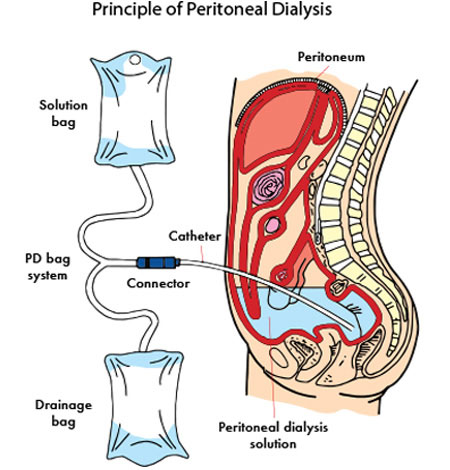 Principle of Peritoneal Dialysis
Peritoneum
Solution
bag
Catheter
PD bag
system
Connector
Drainage
bag
Peritoneal dialysis
solution